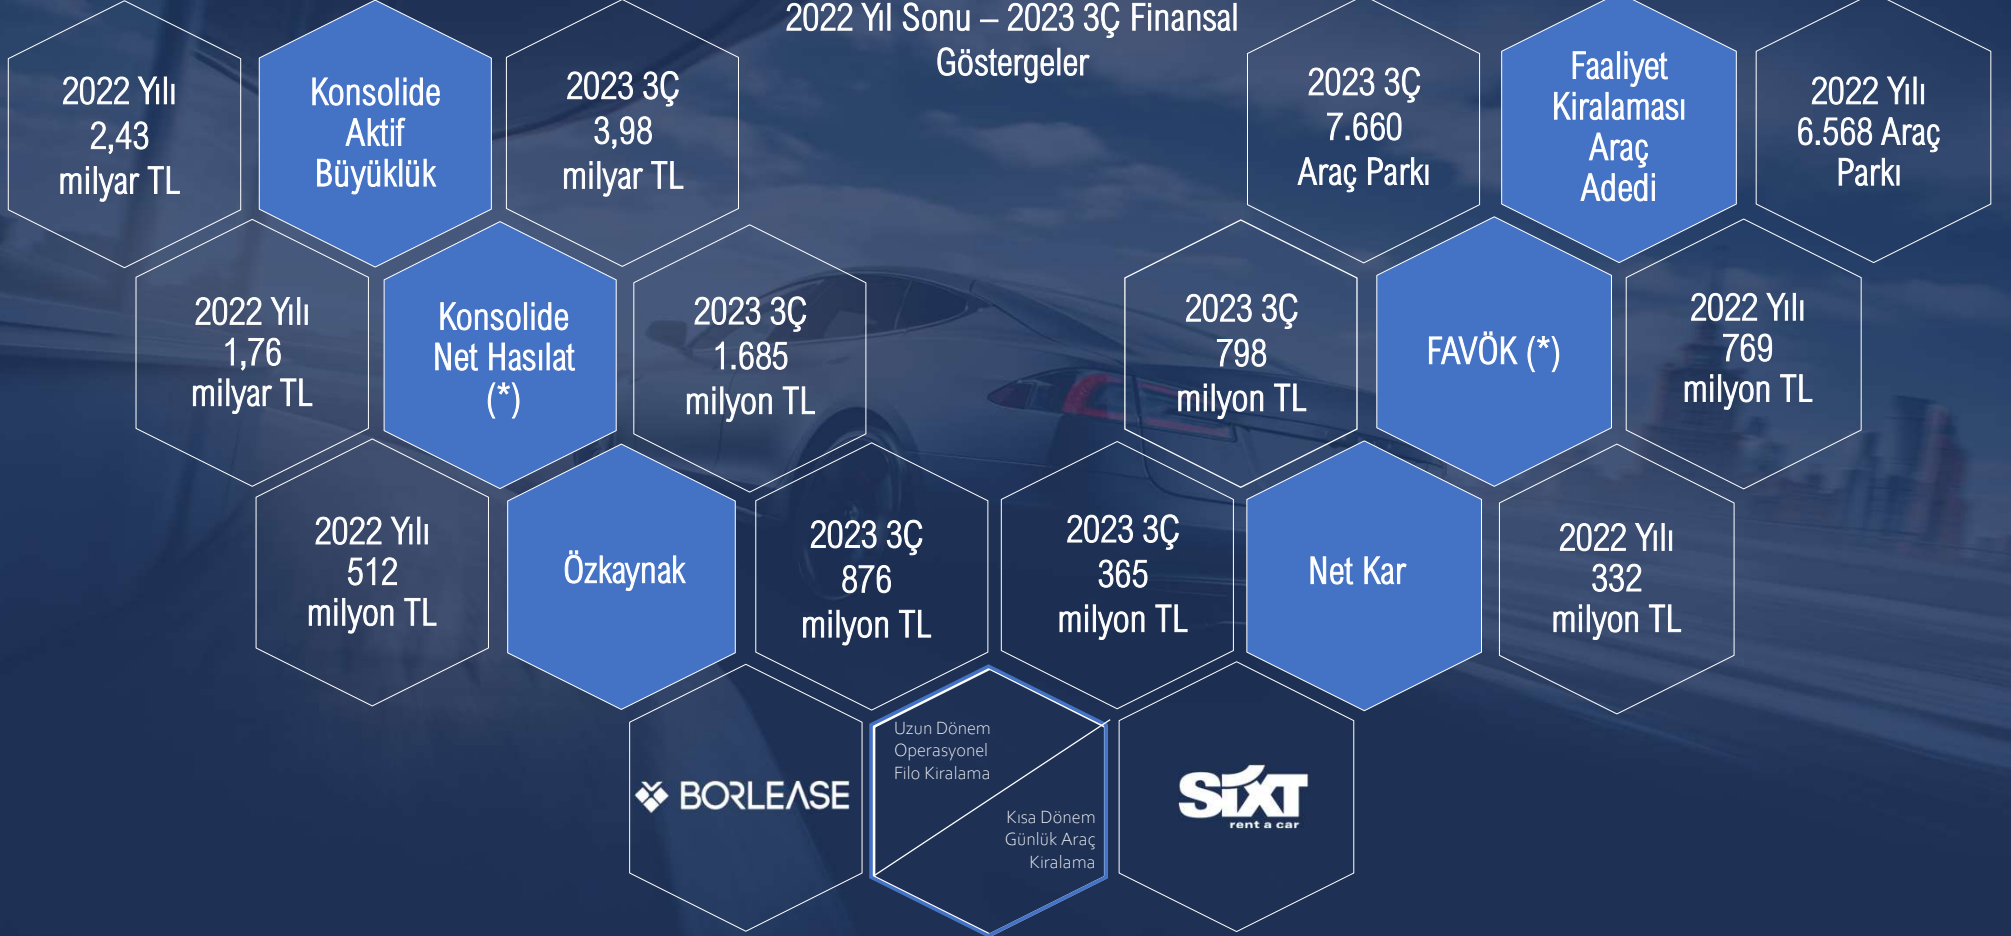 2022 Yıl Sonu – 2023 3Ç Finansal
Göstergeler
2022 Yılı
2,43
milyar TL
Konsolide
Aktif
Büyüklük
2023 3Ç
3,98
milyar TL
2023 3Ç
7.660
Araç Parkı
Faaliyet
Kiralaması
Araç
Adedi
2022 Yılı
6.568 Araç
Parkı
2022 Yılı
1,76
milyar TL
Konsolide
Net Hasılat
(*)
2023 3Ç
1.685
milyon TL
2023 3Ç
798
milyon TL
FAVÖK (*)
2022 Yılı
769
milyon TL
2022 Yılı
512
milyon TL
Özkaynak
2023 3Ç
876
milyon TL
2023 3Ç
365
milyon TL
Net Kar
2022 Yılı
332
milyon TL
BORLEASE
Uzun Dönem
Operasyonel
Filo Kiralama
Kısa Dönem
Günlük Araç
Kiralama
SIXT
rent a car